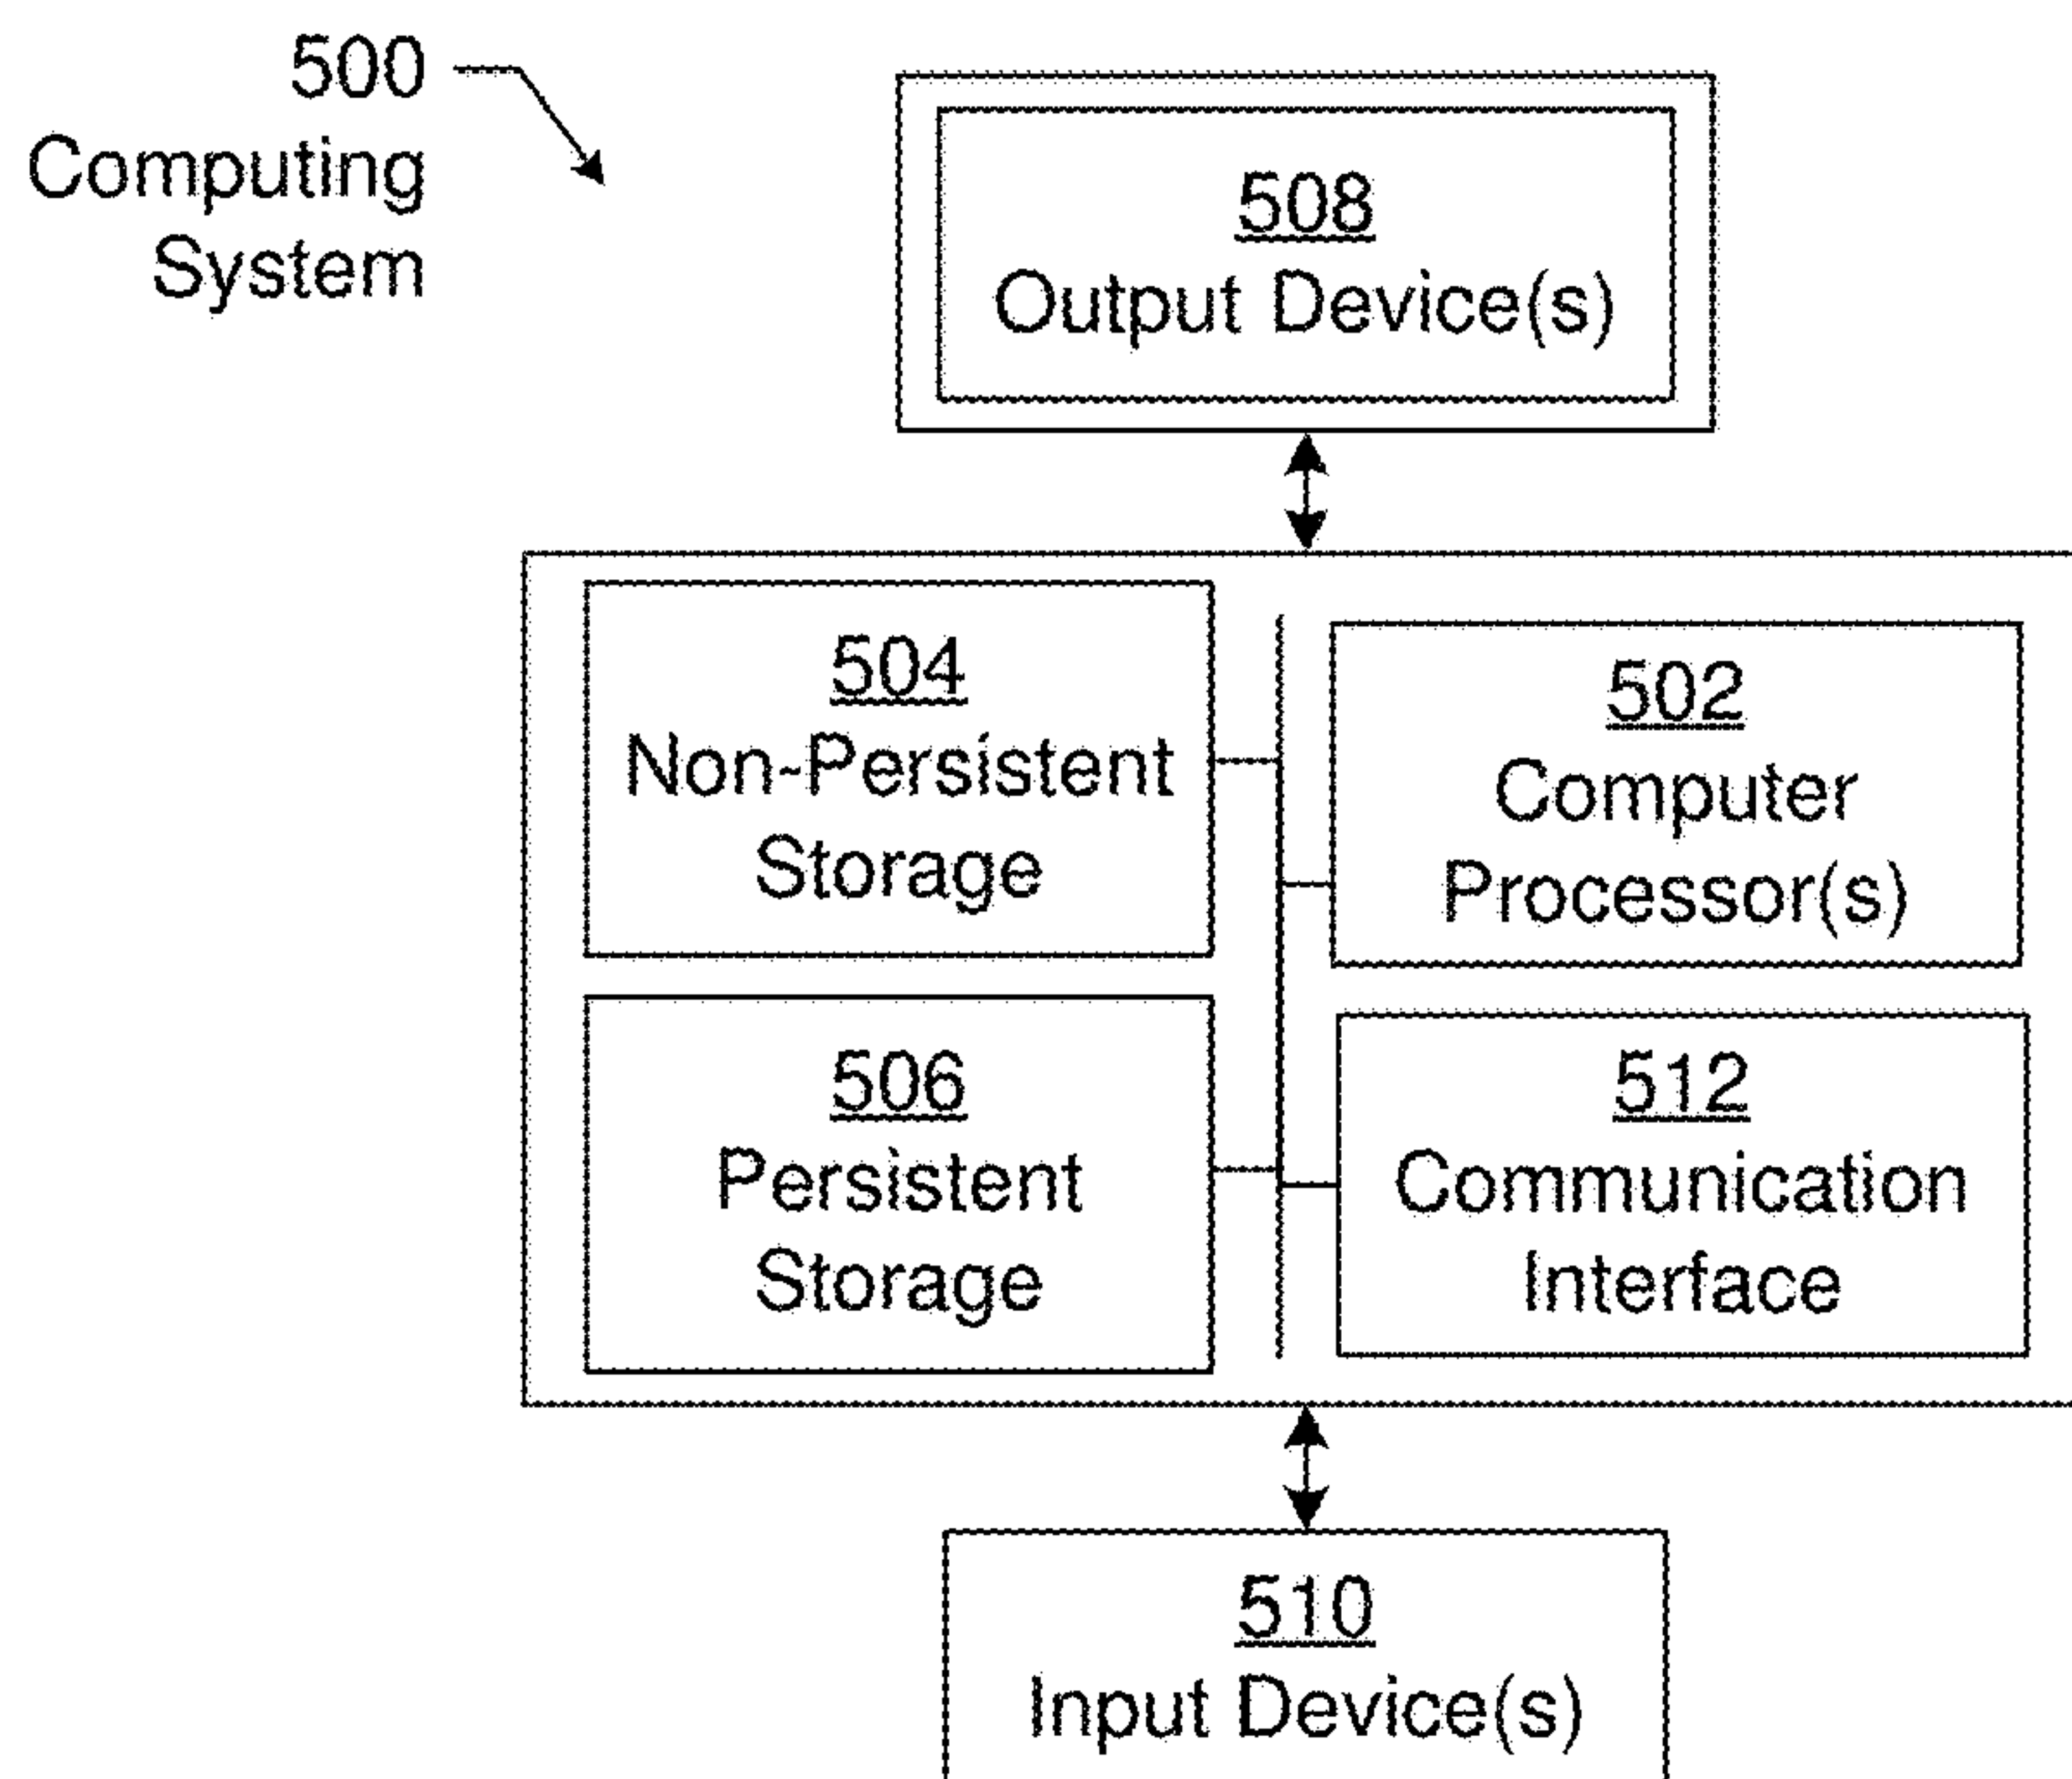 500
Computing
System
508
Output Device(s)
504
Non-Persistent
Storage
502
Computer
Processor(s)
506
Persistent
Storage
512
Communication
Interface
510
Input Device(s)